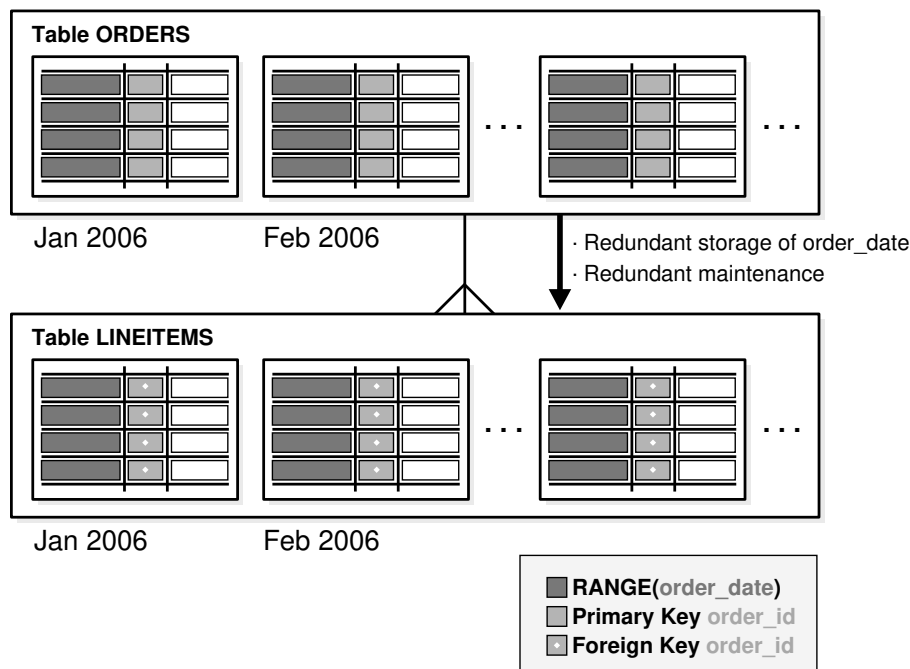 Table ORDERS
. . .
. . .
Jan 2006
Feb 2006
· Redundant storage of order_date
· Redundant maintenance
Table LINEITEMS
. . .
. . .
Jan 2006
Feb 2006
RANGE(order_date)
Primary Key order_id
Foreign Key order_id